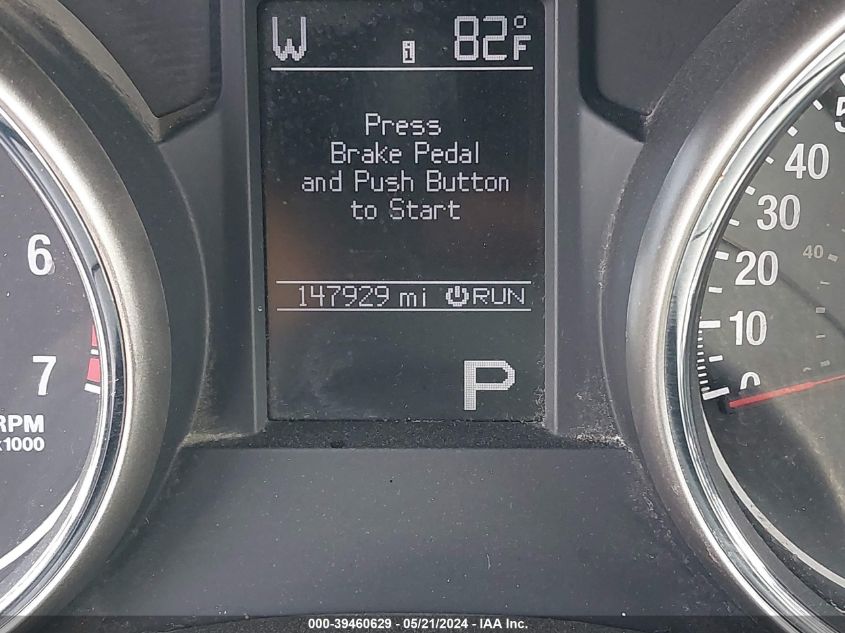 W i 82°F
Press
Brake Pedal
and Push Button
to Start
147929 mi RUN
P
6
7
RPM
x1000
40
30
20
10
0
40
000-39460629 - 05/21/2024 - IAA Inc.